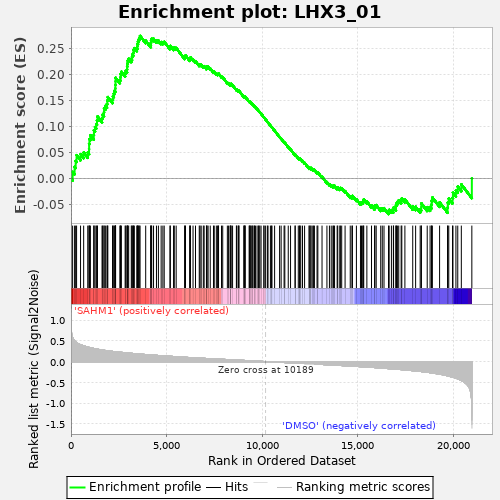 Enrichment plot: LHX3_01
Enrichment score (ES)
0.25
0.20
0.15
0.10
0.05
0.00
-0.05
'SAHM1' (positively correlated)
Ranked list metric (Signal2Noise)
1.0
0.5
0.0
-0.5
-1.0
-1.5
Zero cross at 10189
'DMSO' (negatively correlated)
0
5,000
10,000
15,000
20,000
Rank in Ordered Dataset
Enrichment profile
Hits
Ranking metric scores